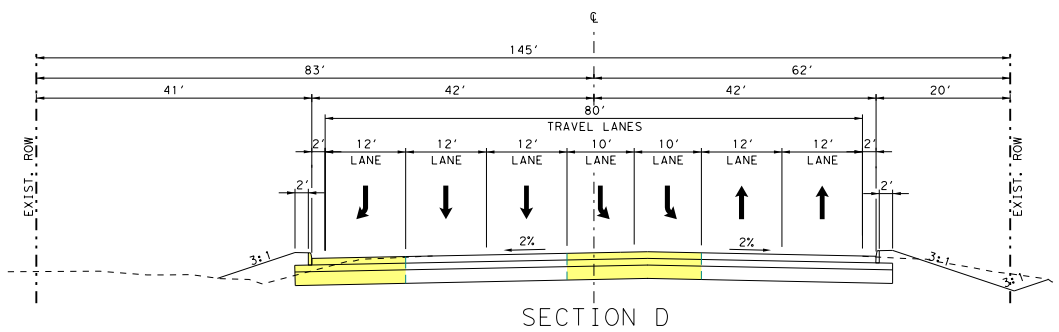 ℄
145'
83' 62'
41' 42' 42' 20'
80'
TRAVEL LANES
2' 12' 12' 12' 10' 10' 12' 12' 2'
LANE LANE LANE LANE LANE LANE LANE
2' 2'
EXIST. ROW
EXIST. ROW
2% 2%
3:1
3:1
3:1
SECTION D